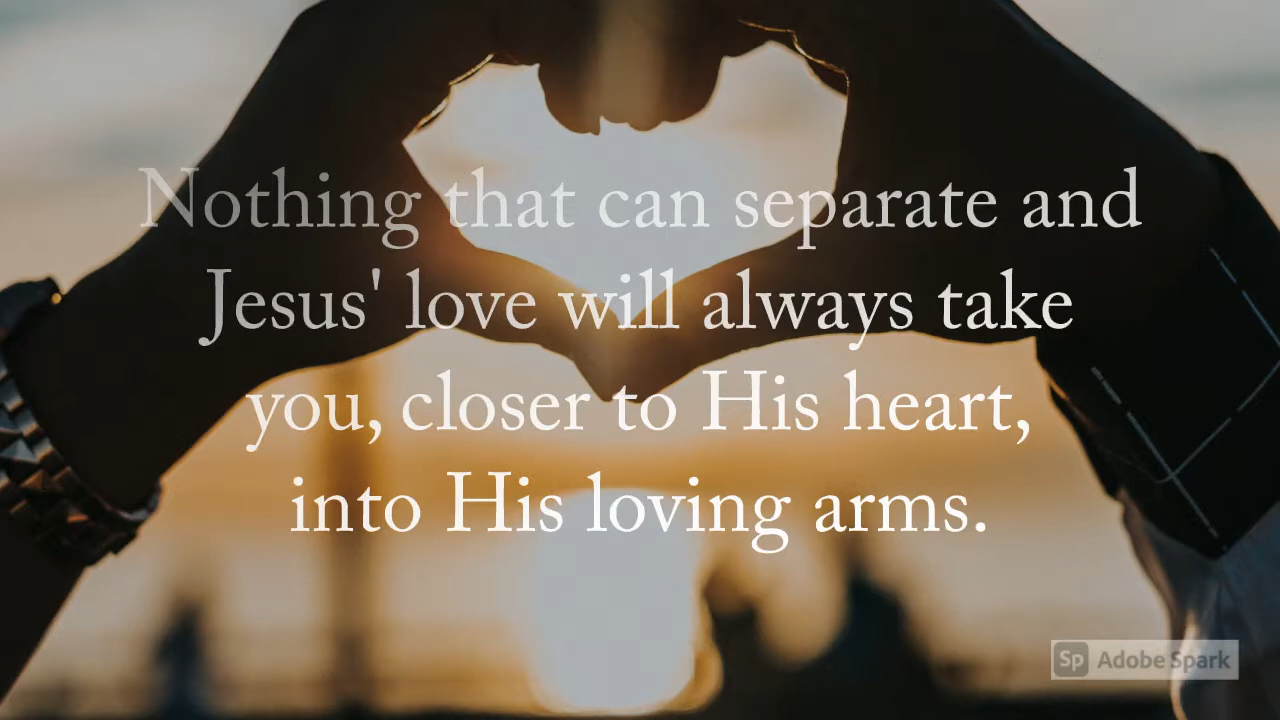 Nothing that can separate and
Jesus' love will always take
you, closer to His heart,
into His loving arms.
Sp Adobe Spark